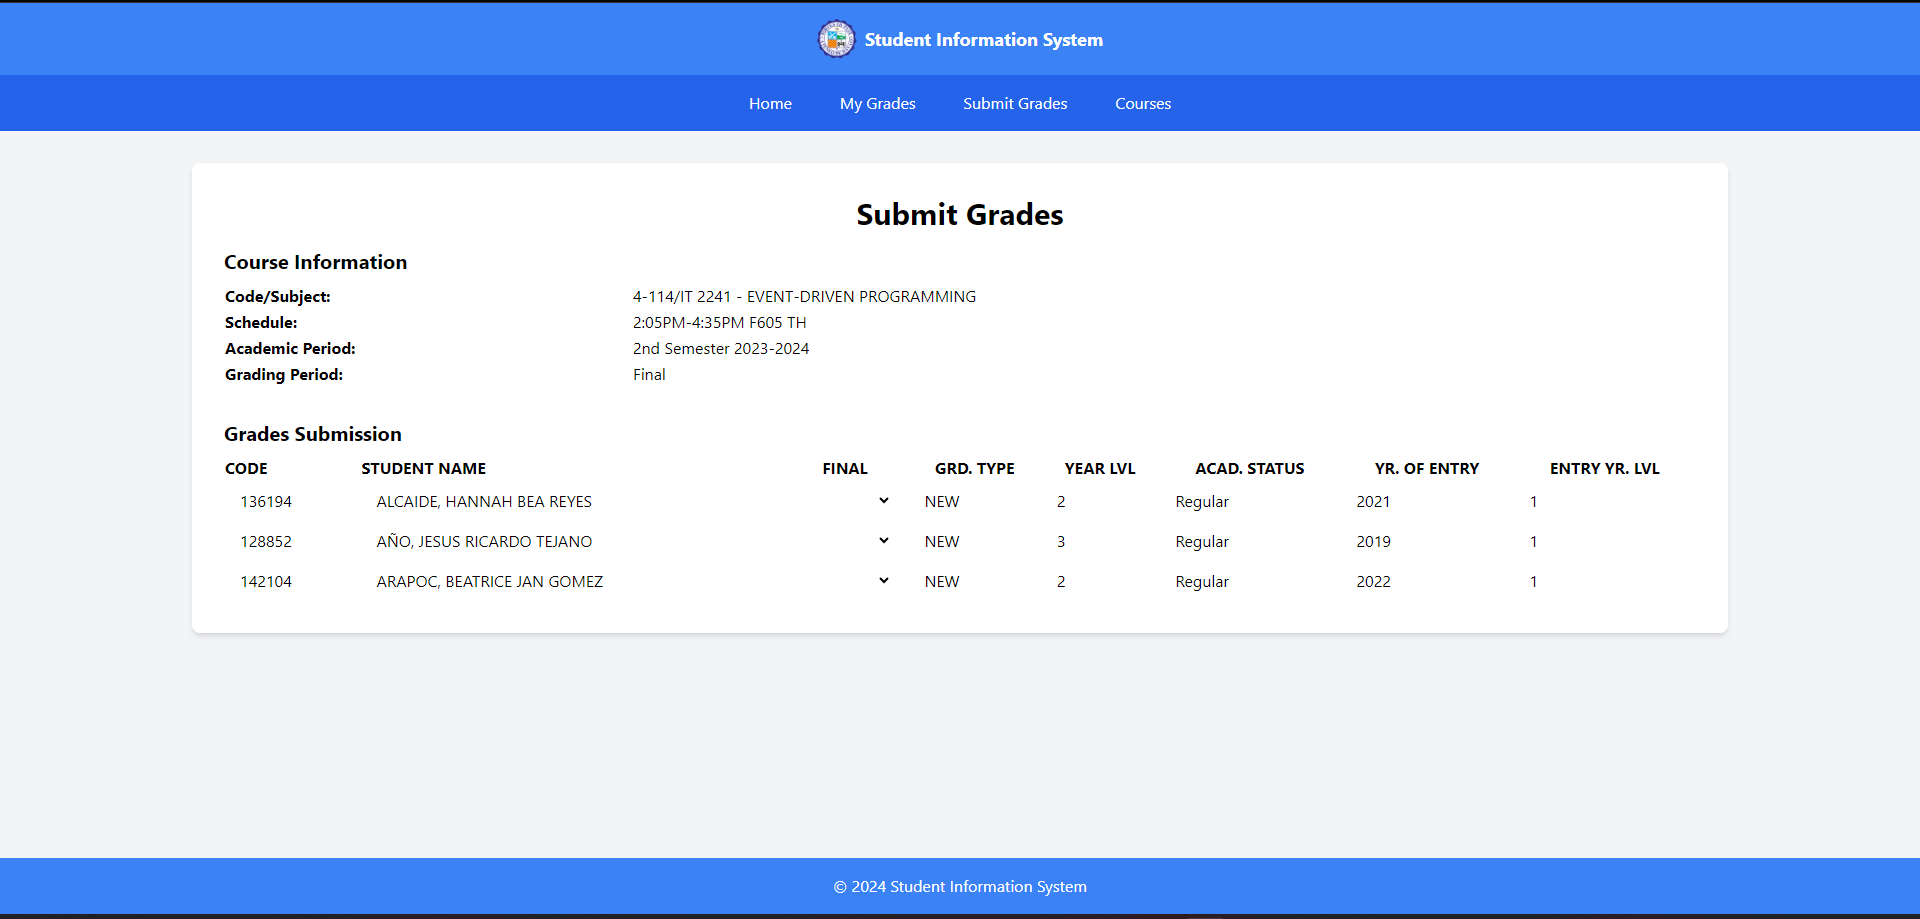 Student Information System
Home My Grades Submit Grades Courses
Submit Grades
Course Information
Code/Subject: 4-114/IT 2241 - EVENT-DRIVEN PROGRAMMING
Schedule: 2:05PM-4:35PM F605 TH
Academic Period: 2nd Semester 2023-2024
Grading Period: Final
Grades Submission
CODE STUDENT NAME FINAL GRD. TYPE YEAR LVL ACAD. STATUS YR. OF ENTRY ENTRY YR. LVL
136194 ALCAIDE, HANNAH BEA REYES NEW 2 Regular 2021 1
128852 AÑO, JESUS RICARDO TEJANO NEW 3 Regular 2019 1
142104 ARAPOC, BEATRICE JAN GOMEZ NEW 2 Regular 2022 1
© 2024 Student Information System